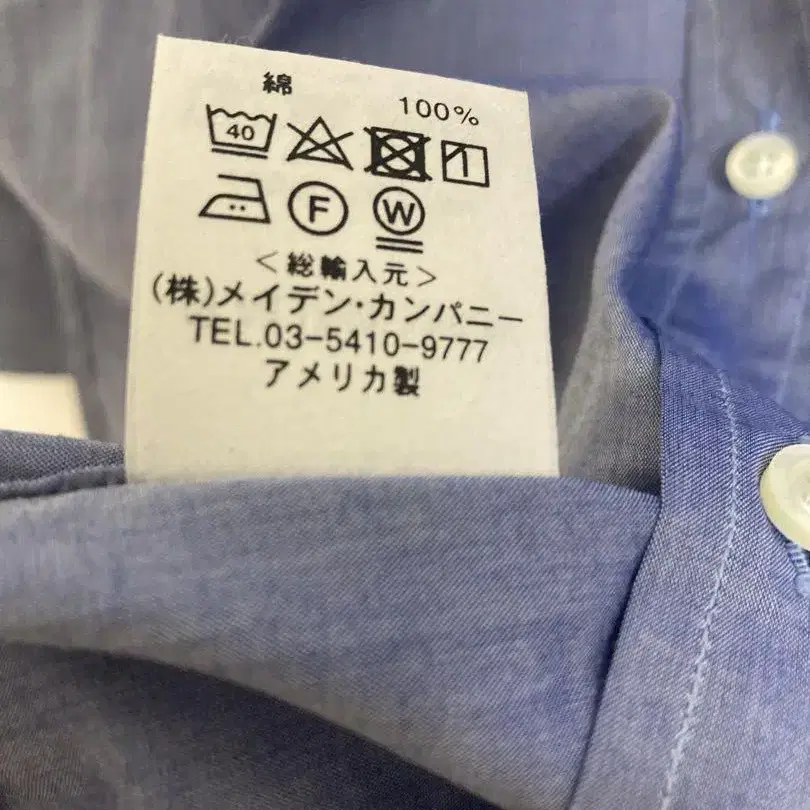 綿 100%
40
F W
＜総輸入元＞
(株)メイデン・カンパニー
TEL.03-5410-9777
アメリカ製